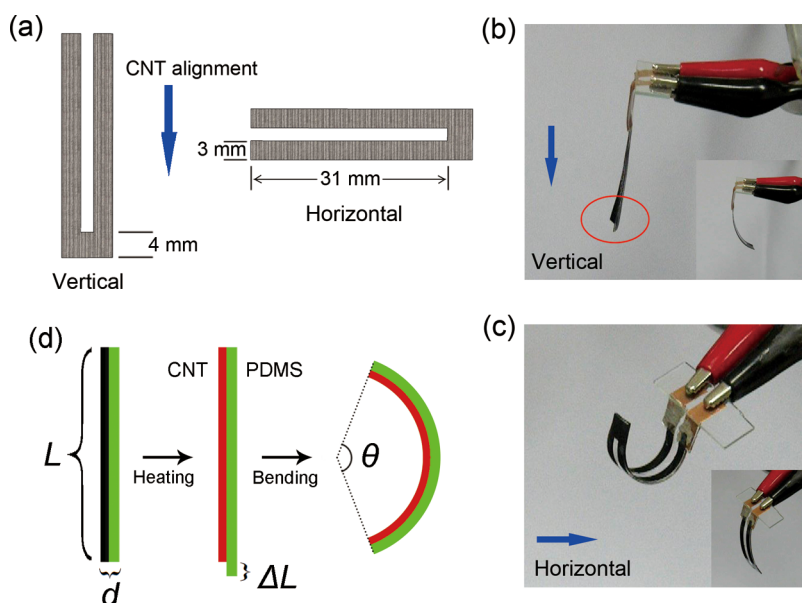 (a)
CNT alignment
3 mm
31 mm
Horizontal
4 mm
Vertical
(b)
Vertical
(d)
CNT
PDMS
L
Heating
Bending
θ
d
ΔL
(c)
Horizontal